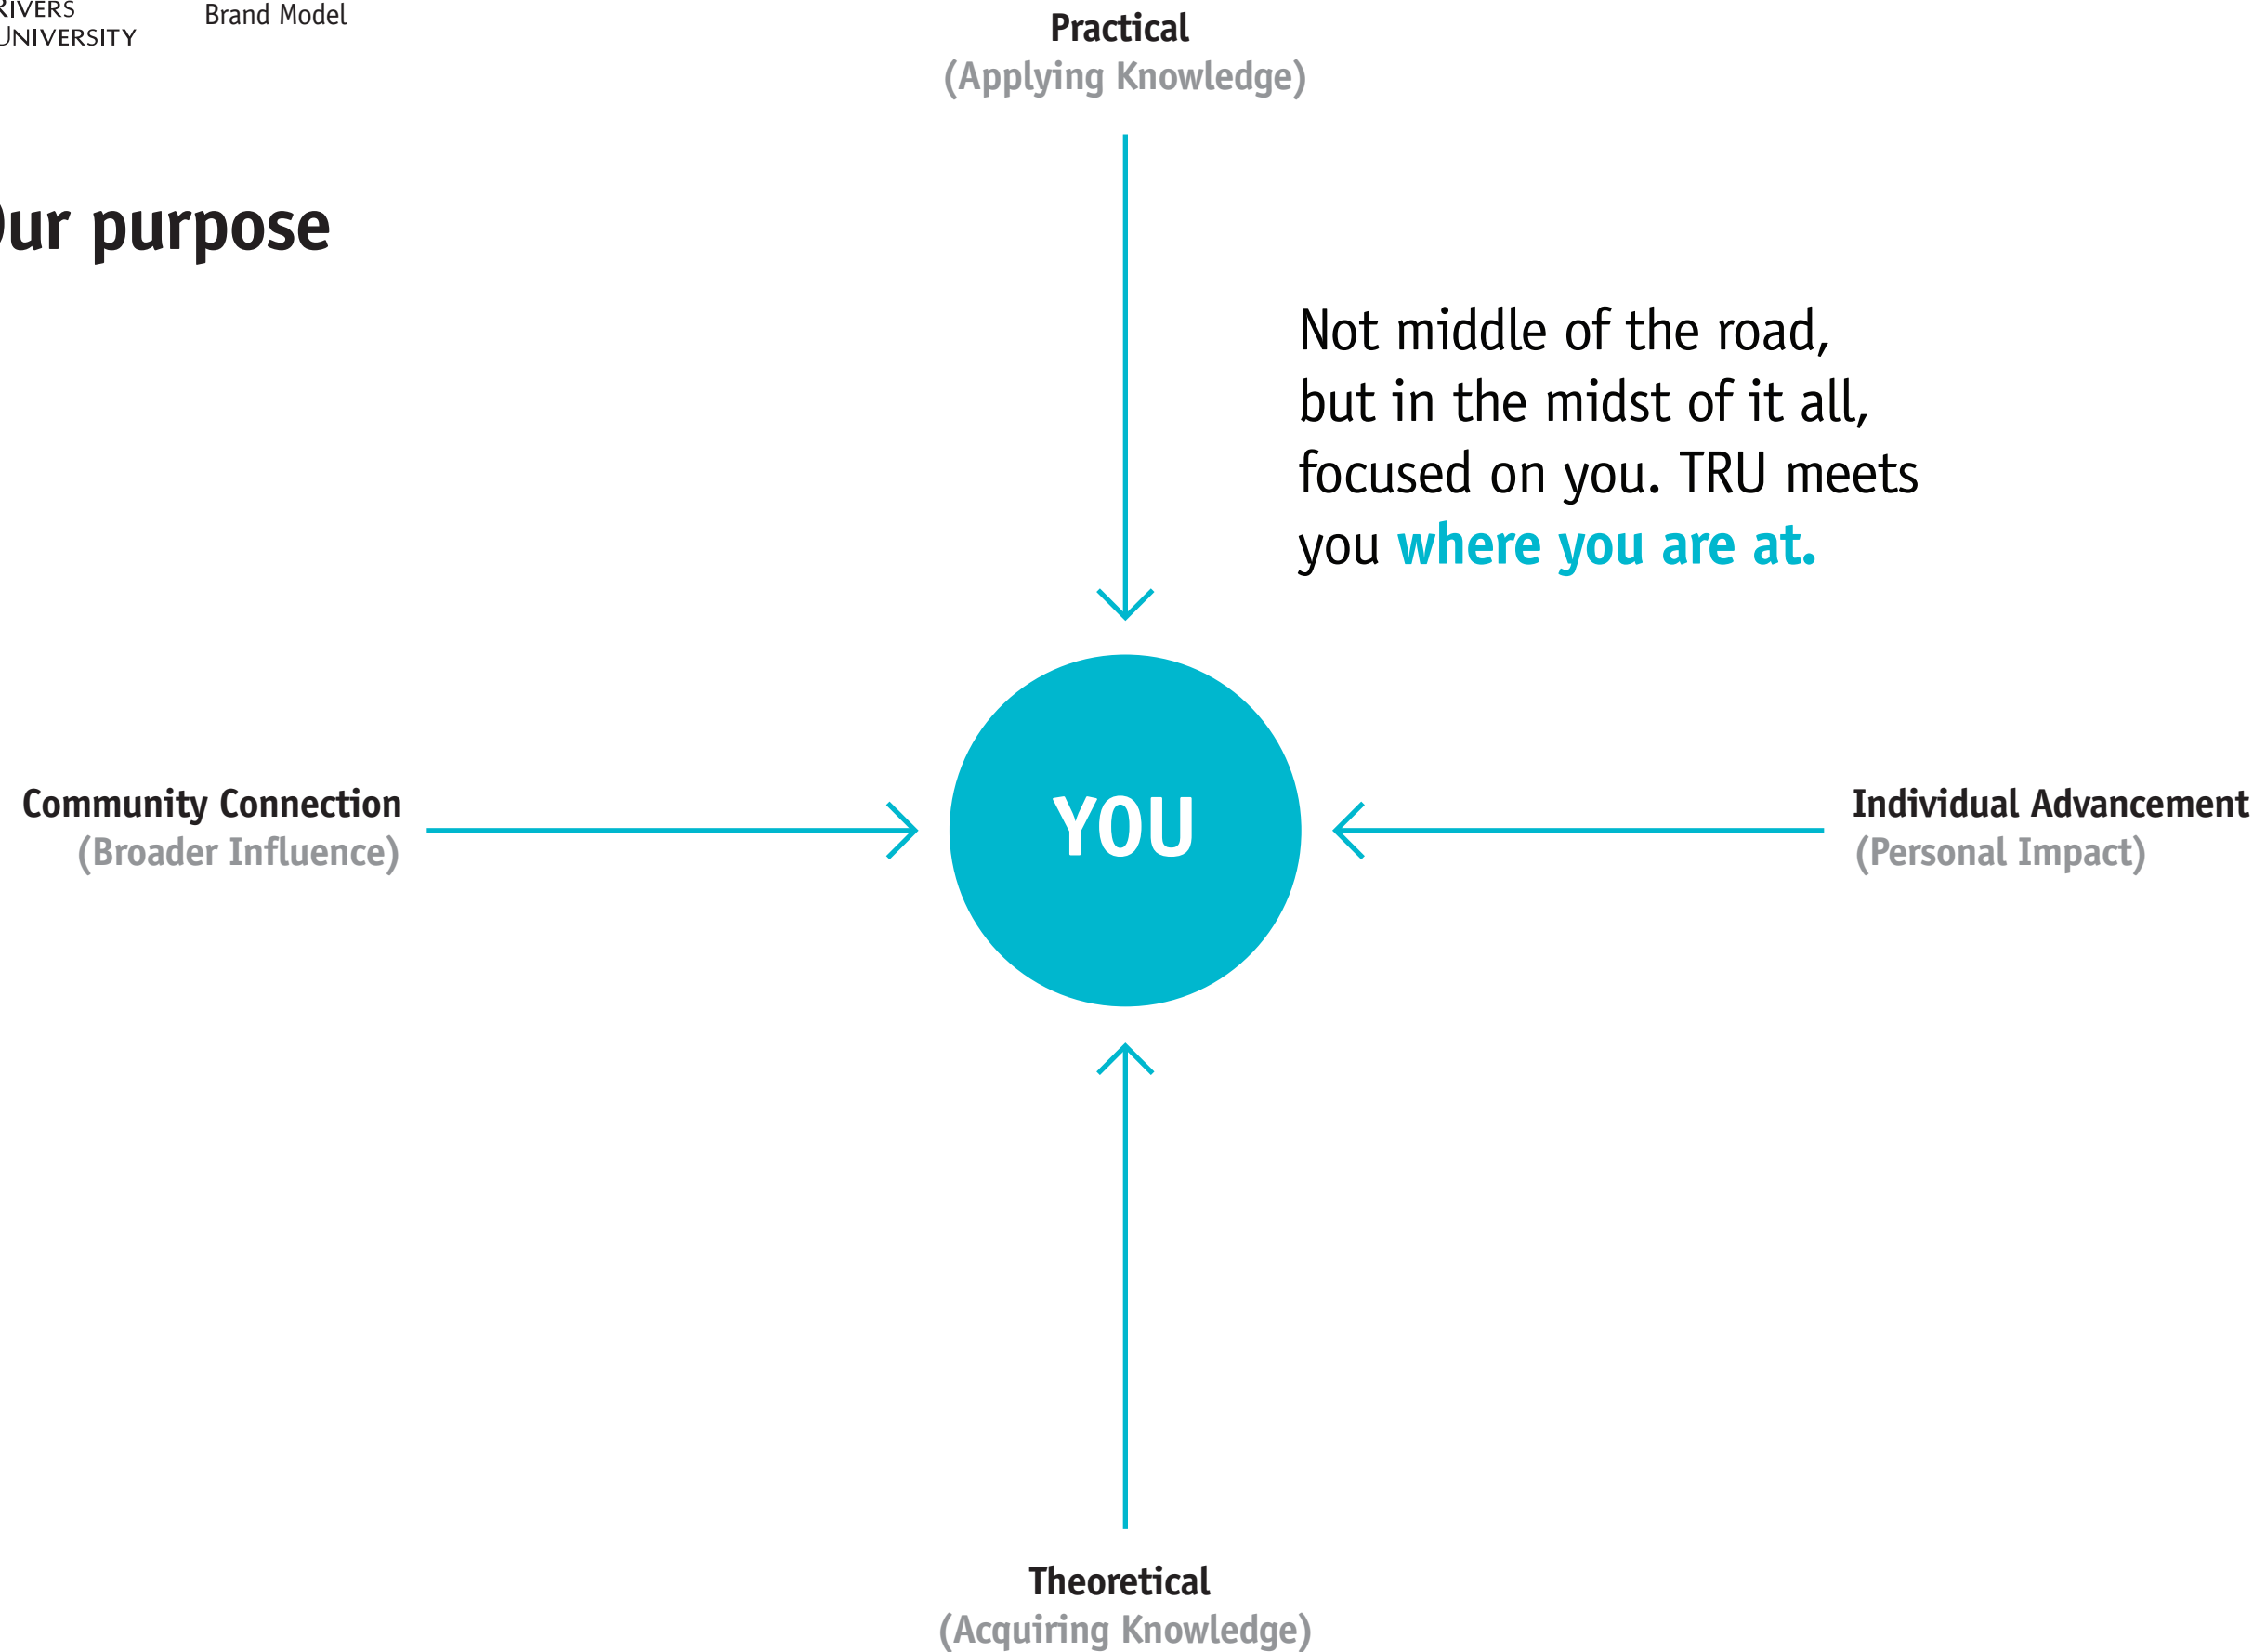 RIVERS
UNIVERSITY
Brand Model
Our purpose
Practical
(Applying Knowledge)
Not middle of the road,
but in the midst of it all,
focused on you. TRU meets
you where you are at.
Community Connection
(Broader Influence)
YOU
Individual Advancement
(Personal Impact)
Theoretical
(Acquiring Knowledge)